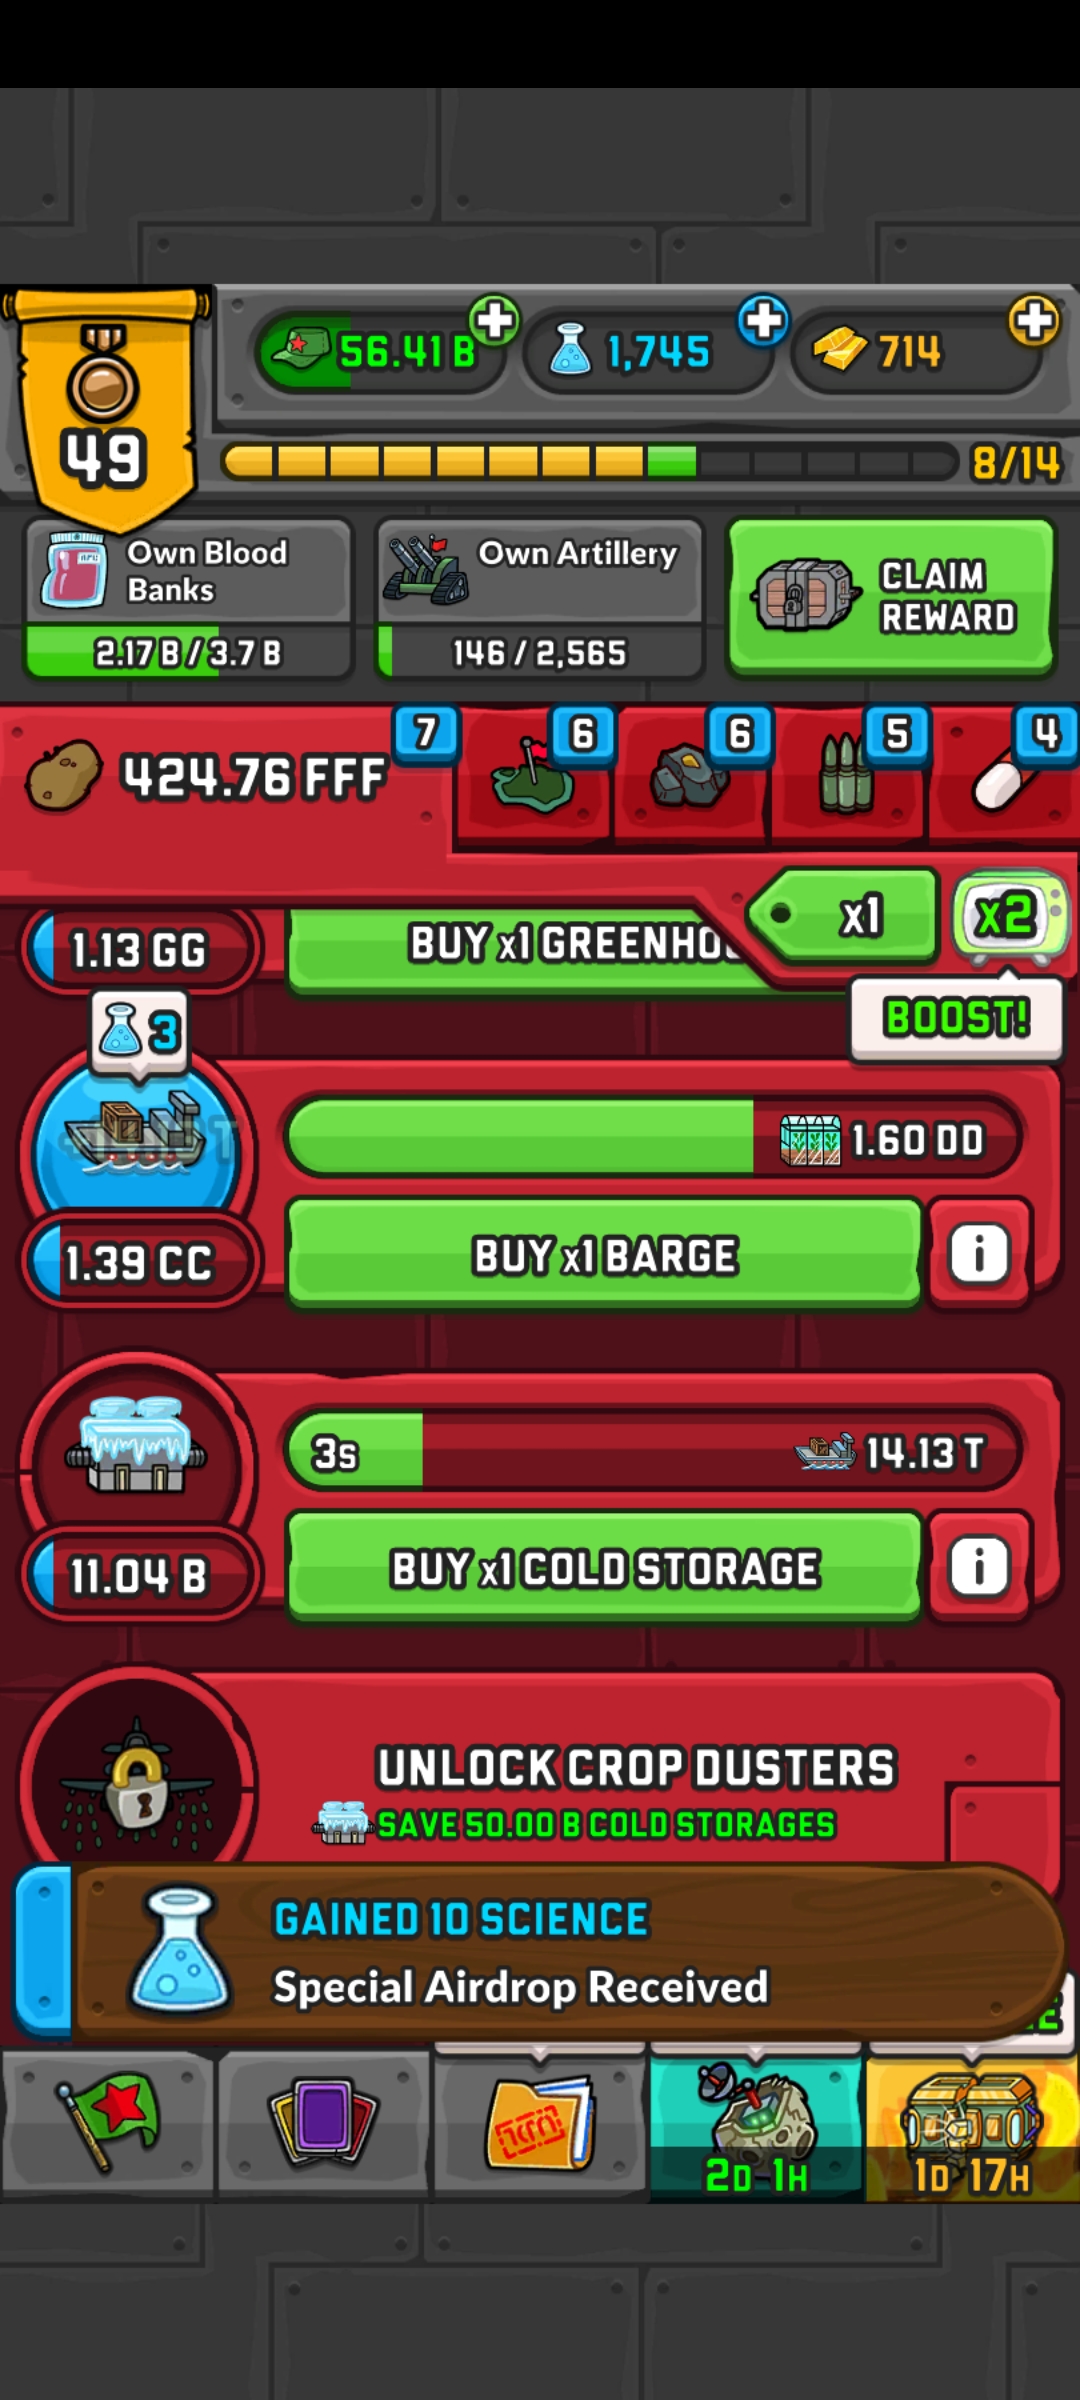 56.41 B
1,745
714
49
8/14
Own Blood
Banks
2.17 B / 3.7 B
Own Artillery
146 / 2,565
CLAIM
REWARD
424.76 FFF
7
6
6
5
4
x1
x2
BOOST!
1.13 GG
BUY x1
3
1.60 DD
1.39 CC
BUY x1 BARGE
i
3s
14.13 T
11.04 B
BUY x1 COLD STORAGE
i
UNLOCK CROP DUSTERS
SAVE 50.00 B COLD STORAGES
GAINED 10 SCIENCE
Special Airdrop Received
2D 1H
1D 17H